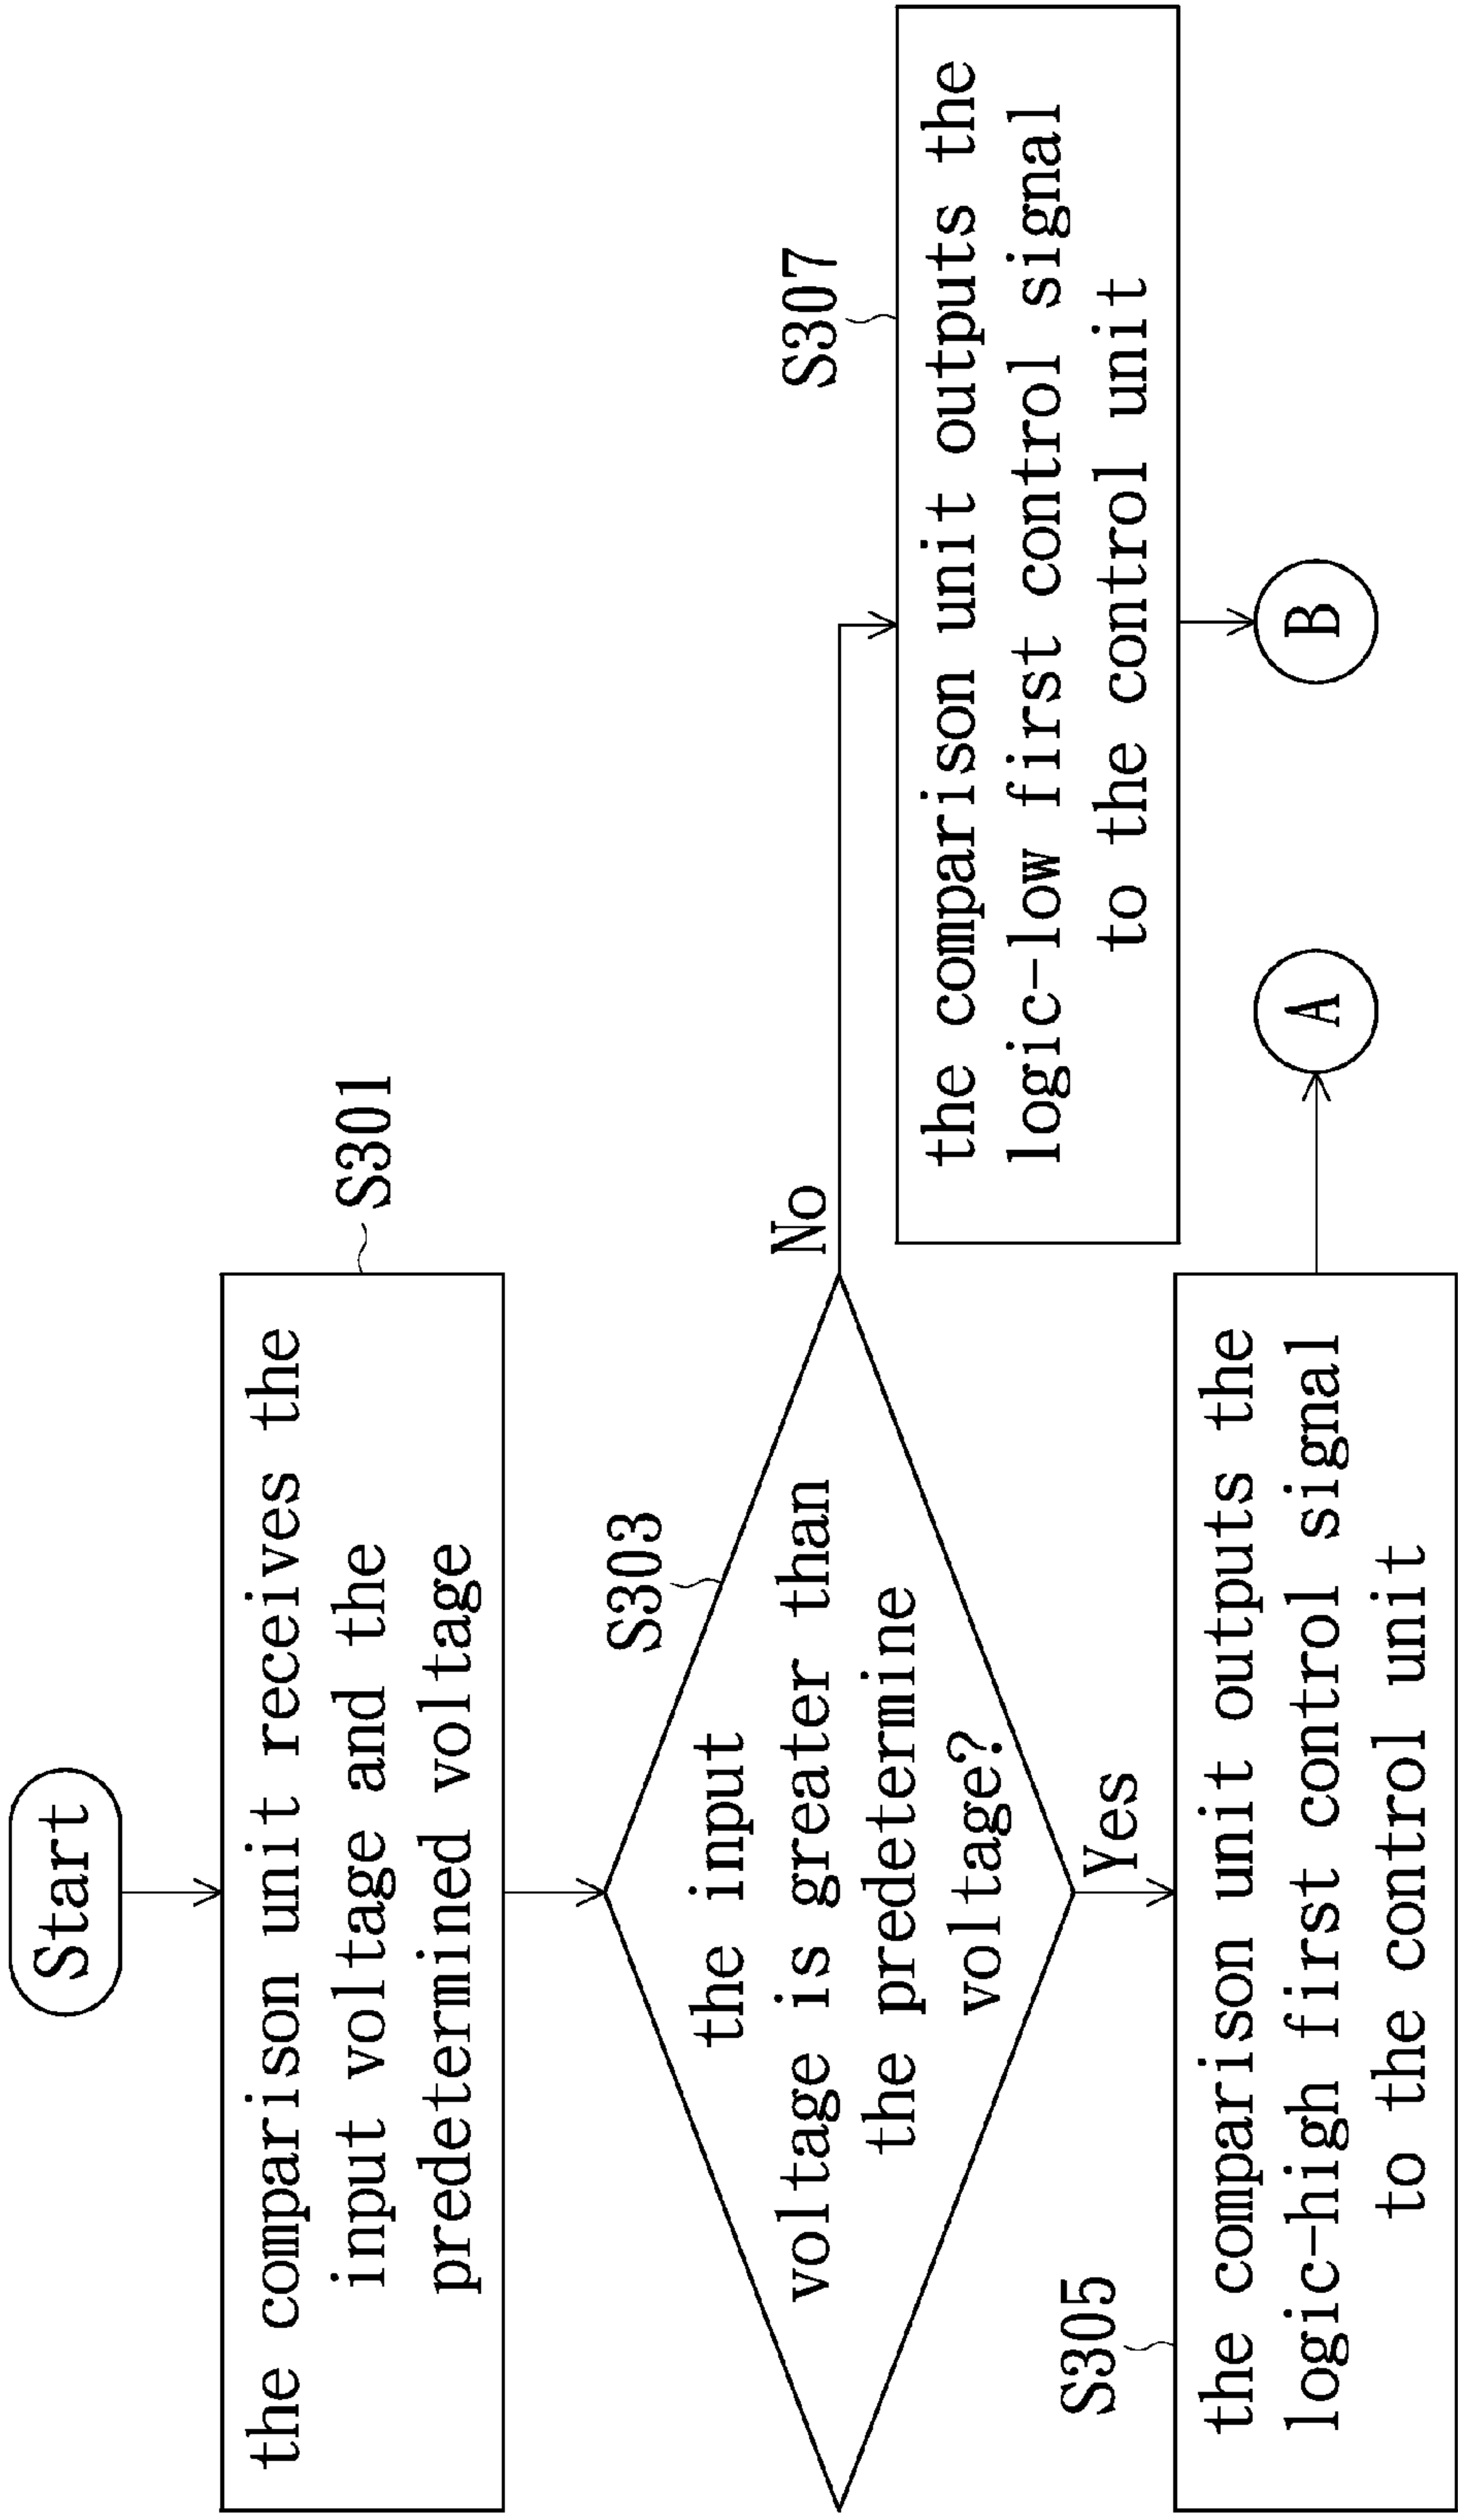 Start
the comparison unit receives the
input voltage and the
predetermined voltage
S301
the input
voltage is greater than
the predetermine
voltage?
S303
No
Yes
S307
the comparison unit outputs the
logic-low first control signal
to the control unit
S305
the comparison unit outputs the
logic-high first control signal
to the control unit
A
B